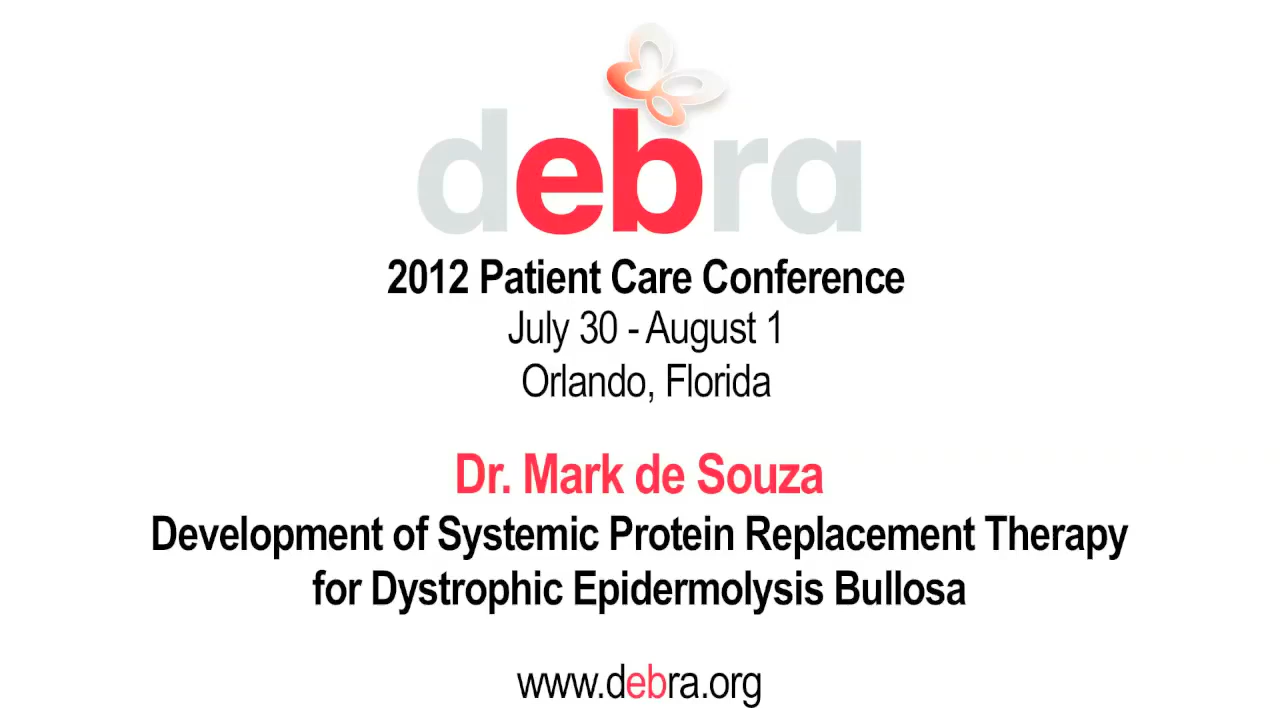 debra
2012 Patient Care Conference
July 30 - August 1
Orlando, Florida
Dr. Mark de Souza
Development of Systemic Protein Replacement Therapy
for Dystrophic Epidermolysis Bullosa
www.debra.org